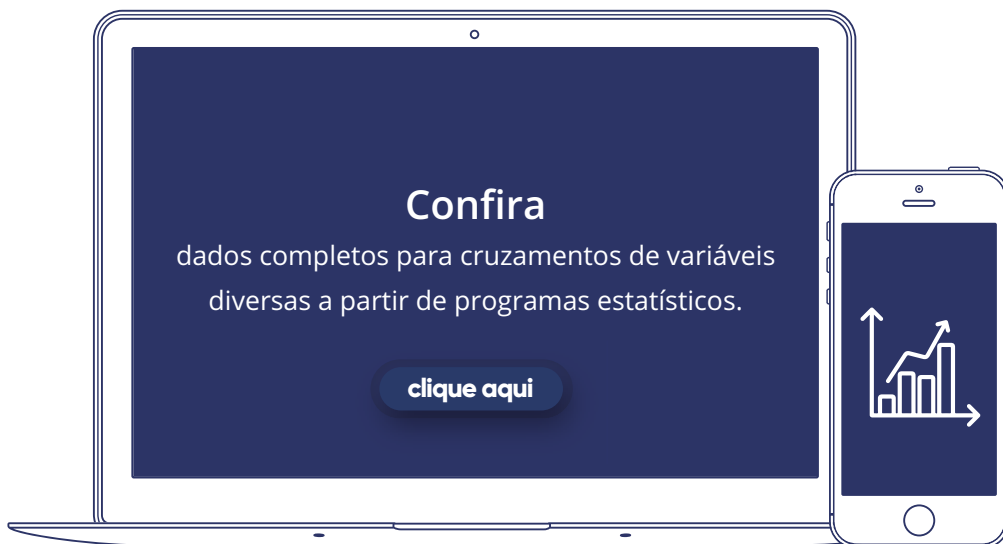 Confira
dados completos para cruzamentos de variáveis
diversas a partir de programas estatísticos.
clique aqui